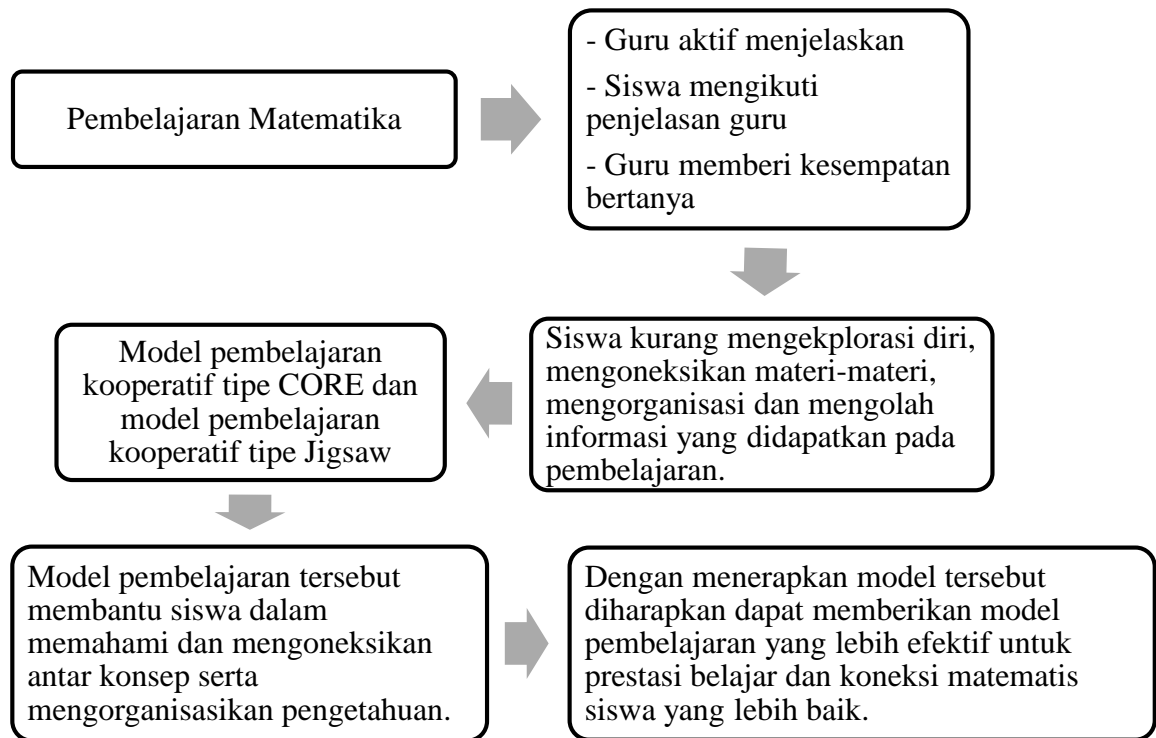 Pembelajaran Matematika
- Guru aktif menjelaskan
- Siswa mengikuti
penjelasan guru
- Guru memberi kesempatan
bertanya
Siswa kurang mengekplorasi diri,
mengoneksikan materi-materi,
mengorganisasi dan mengolah
informasi yang didapatkan pada
pembelajaran.
Model pembelajaran
kooperatif tipe CORE dan
model pembelajaran
kooperatif tipe Jigsaw
Model pembelajaran tersebut
membantu siswa dalam
memahami dan mengoneksikan
antar konsep serta
mengorganisasikan pengetahuan.
Dengan menerapkan model tersebut
diharapkan dapat memberikan model
pembelajaran yang lebih efektif untuk
prestasi belajar dan koneksi matematis
siswa yang lebih baik.